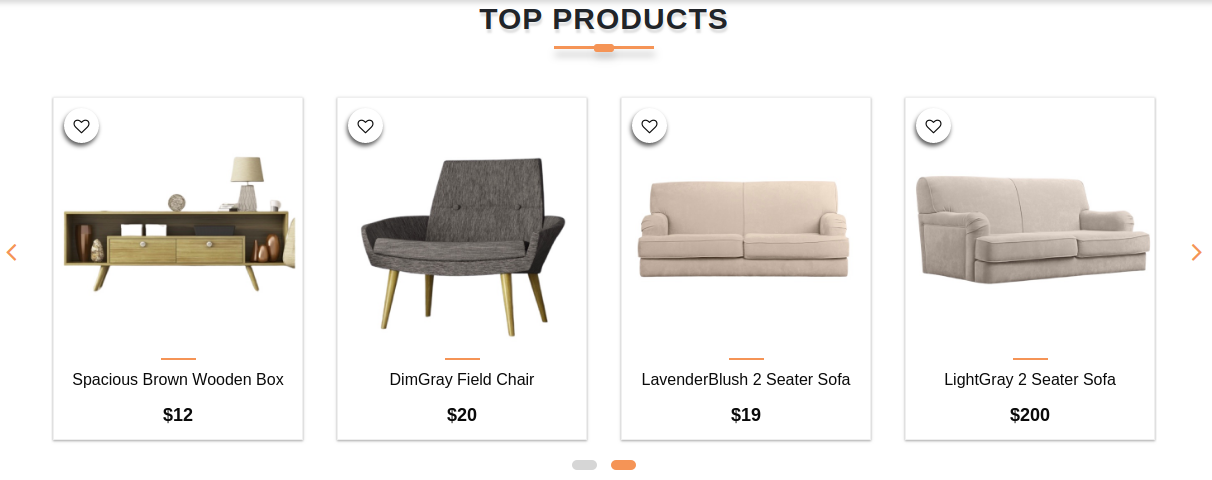 TOP PRODUCTS
Spacious Brown Wooden Box
$12
DimGray Field Chair
$20
LavenderBlush 2 Seater Sofa
$19
LightGray 2 Seater Sofa
$200